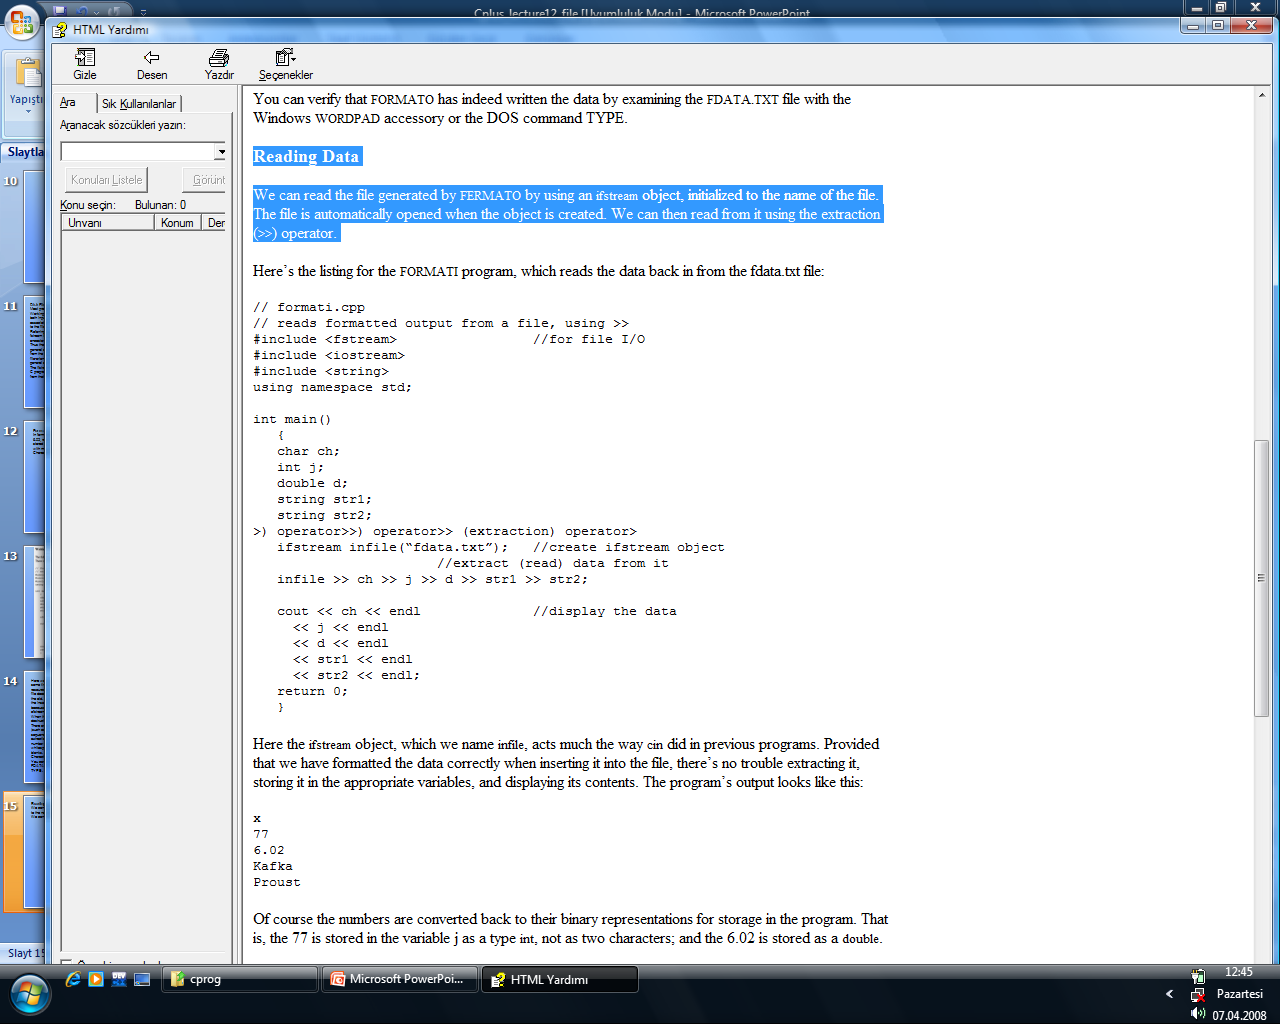 Cplus_lecture12_file [Uyumluluk Modu] - Microsoft PowerPoint
HTML Yardımı
Gizle
Desen
Yazdır
Seçenekler
Yapıştı
Slaytla
10
11
12
13
14
15
Slayt 15
Ara
Sık Kullanılanlar
Aranacak sözcükleri yazın:
Konuları Listele
Görünt
Konu seçin:
Bulunan: 0
Unvanı
Konum
Der
You can verify that FORMATO has indeed written the data by examining the FDATA.TXT file with the
Windows WORDPAD accessory or the DOS command TYPE.
Reading Data
We can read the file generated by FERMATO by using an ifstream object, initialized to the name of the file.
The file is automatically opened when the object is created. We can then read from it using the extraction
(>>) operator.
Here’s the listing for the FORMATI program, which reads the data back in from the fdata.txt file:
// formati.cpp
// reads formatted output from a file, using >>
#include <fstream>                 //for file I/O
#include <iostream>
#include <string>
using namespace std;
int main()
{
char ch;
int j;
double d;
string str1;
string str2;
>) operator>>) operator>> (extraction) operator>
ifstream infile(“fdata.txt”);   //create ifstream object
//extract (read) data from it
infile >> ch >> j >> d >> str1 >> str2;
cout << ch << endl              //display the data
<< j << endl
<< d << endl
<< str1 << endl
<< str2 << endl;
return 0;
}
Here the ifstream object, which we name infile, acts much the way cin did in previous programs. Provided
that we have formatted the data correctly when inserting it into the file, there’s no trouble extracting it,
storing it in the appropriate variables, and displaying its contents. The program’s output looks like this:
x
77
6.02
Kafka
Proust
Of course the numbers are converted back to their binary representations for storage in the program. That
is, the 77 is stored in the variable j as a type int, not as two characters; and the 6.02 is stored as a double.
cprog
Microsoft PowerPoi...
HTML Yardımı
12:45
Pazartesi
07.04.2008